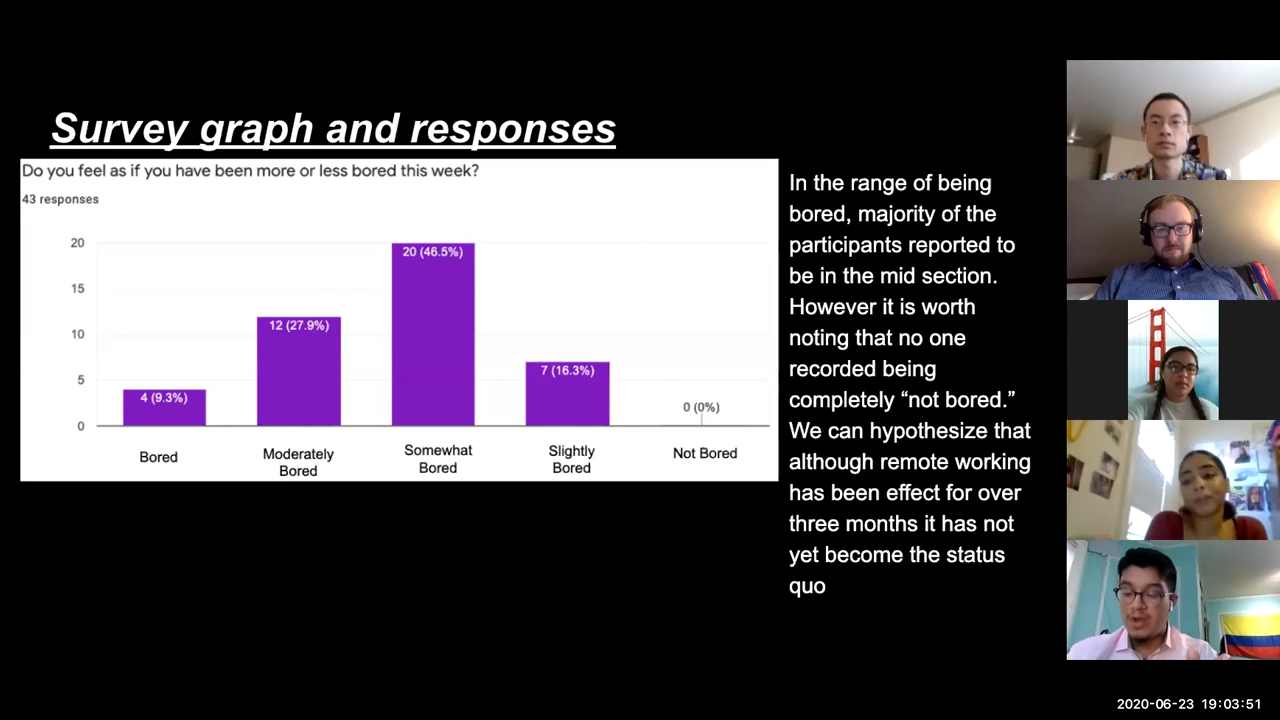 Survey graph and responses
Do you feel as if you have been more or less bored this week?
43 responses
20
15
10
5
0
4 (9.3%)
12 (27.9%)
20 (46.5%)
7 (16.3%)
0 (0%)
Bored
Moderately
Bored
Somewhat
Bored
Slightly
Bored
Not Bored
In the range of being
bored, majority of the
participants reported to
be in the mid section.
However it is worth
noting that no one
recorded being
completely “not bored.”
We can hypothesize that
although remote working
has been effect for over
three months it has not
yet become the status
quo
2020-06-23 19:03:51